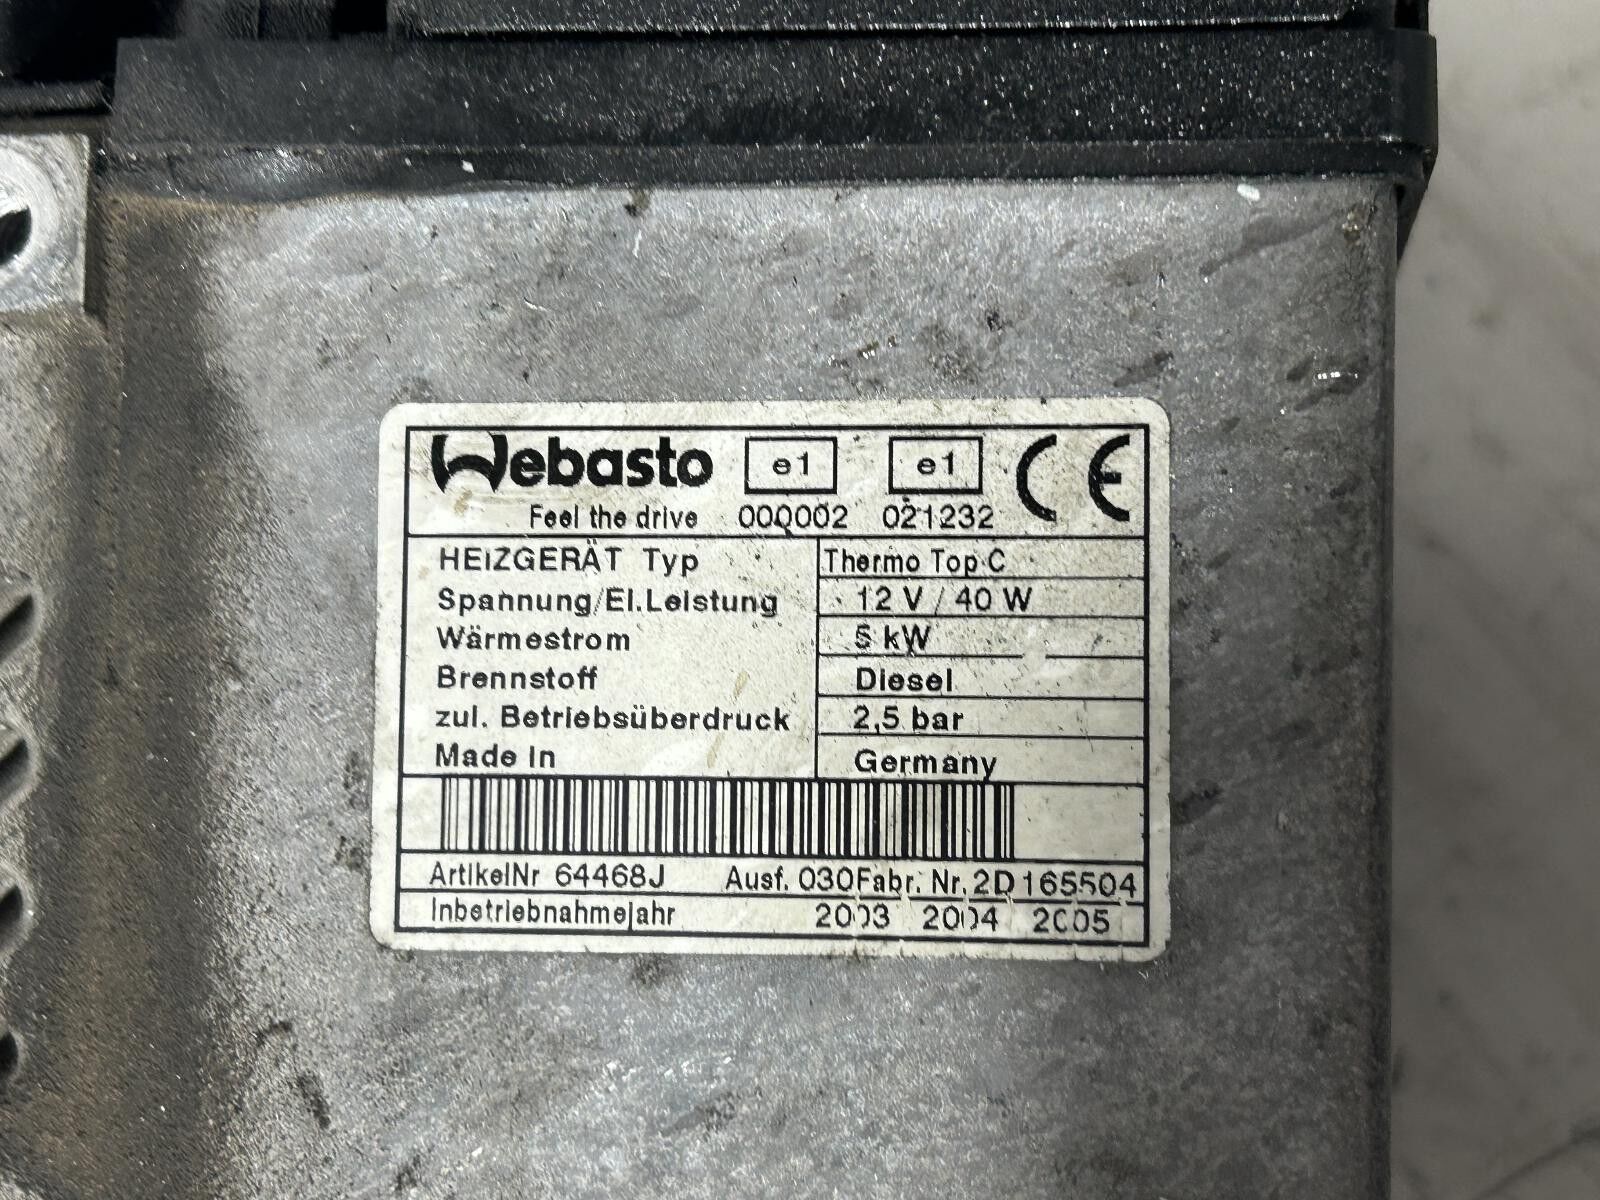 Webasto e1 e1 CE
Feel the drive 000002 021232
HEIZGERÄT Typ Thermo Top C
Spannung/El.Leistung 12 V / 40 W
Wärmestrom 5 kW
Brennstoff Diesel
zul. Betriebsüberdruck 2,5 bar
Made in Germany
ArtikelNr 64468J Ausf. 030 Fabr. Nr. 2D165504
Inbetriebnahmejahr 2003 2004 2005